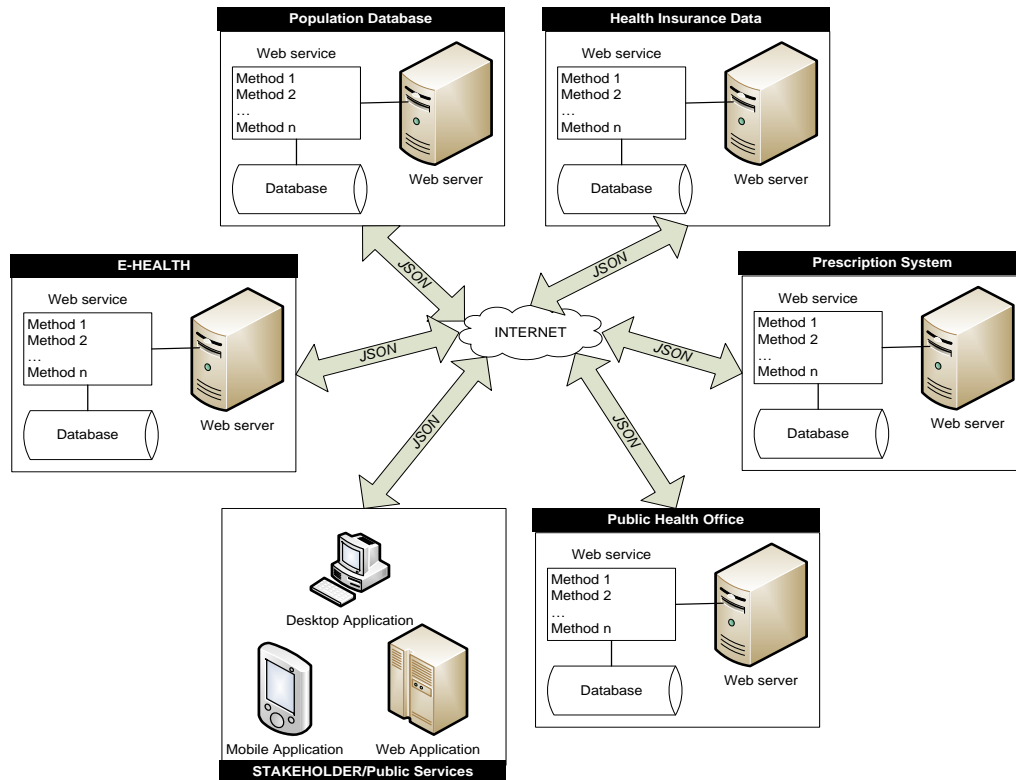 Population Database
Web service
Method 1
Method 2
...
Method n
Database
Web server
Health Insurance Data
Web service
Method 1
Method 2
...
Method n
Database
Web server
JSON
JSON
E-HEALTH
Web service
Method 1
Method 2
...
Method n
Database
Web server
JSON
INTERNET
JSON
Prescription System
Web service
Method 1
Method 2
...
Method n
Database
Web server
JSON
JSON
Desktop Application
Mobile Application
Web Application
STAKEHOLDER/Public Services
Public Health Office
Web service
Method 1
Method 2
...
Method n
Database
Web server